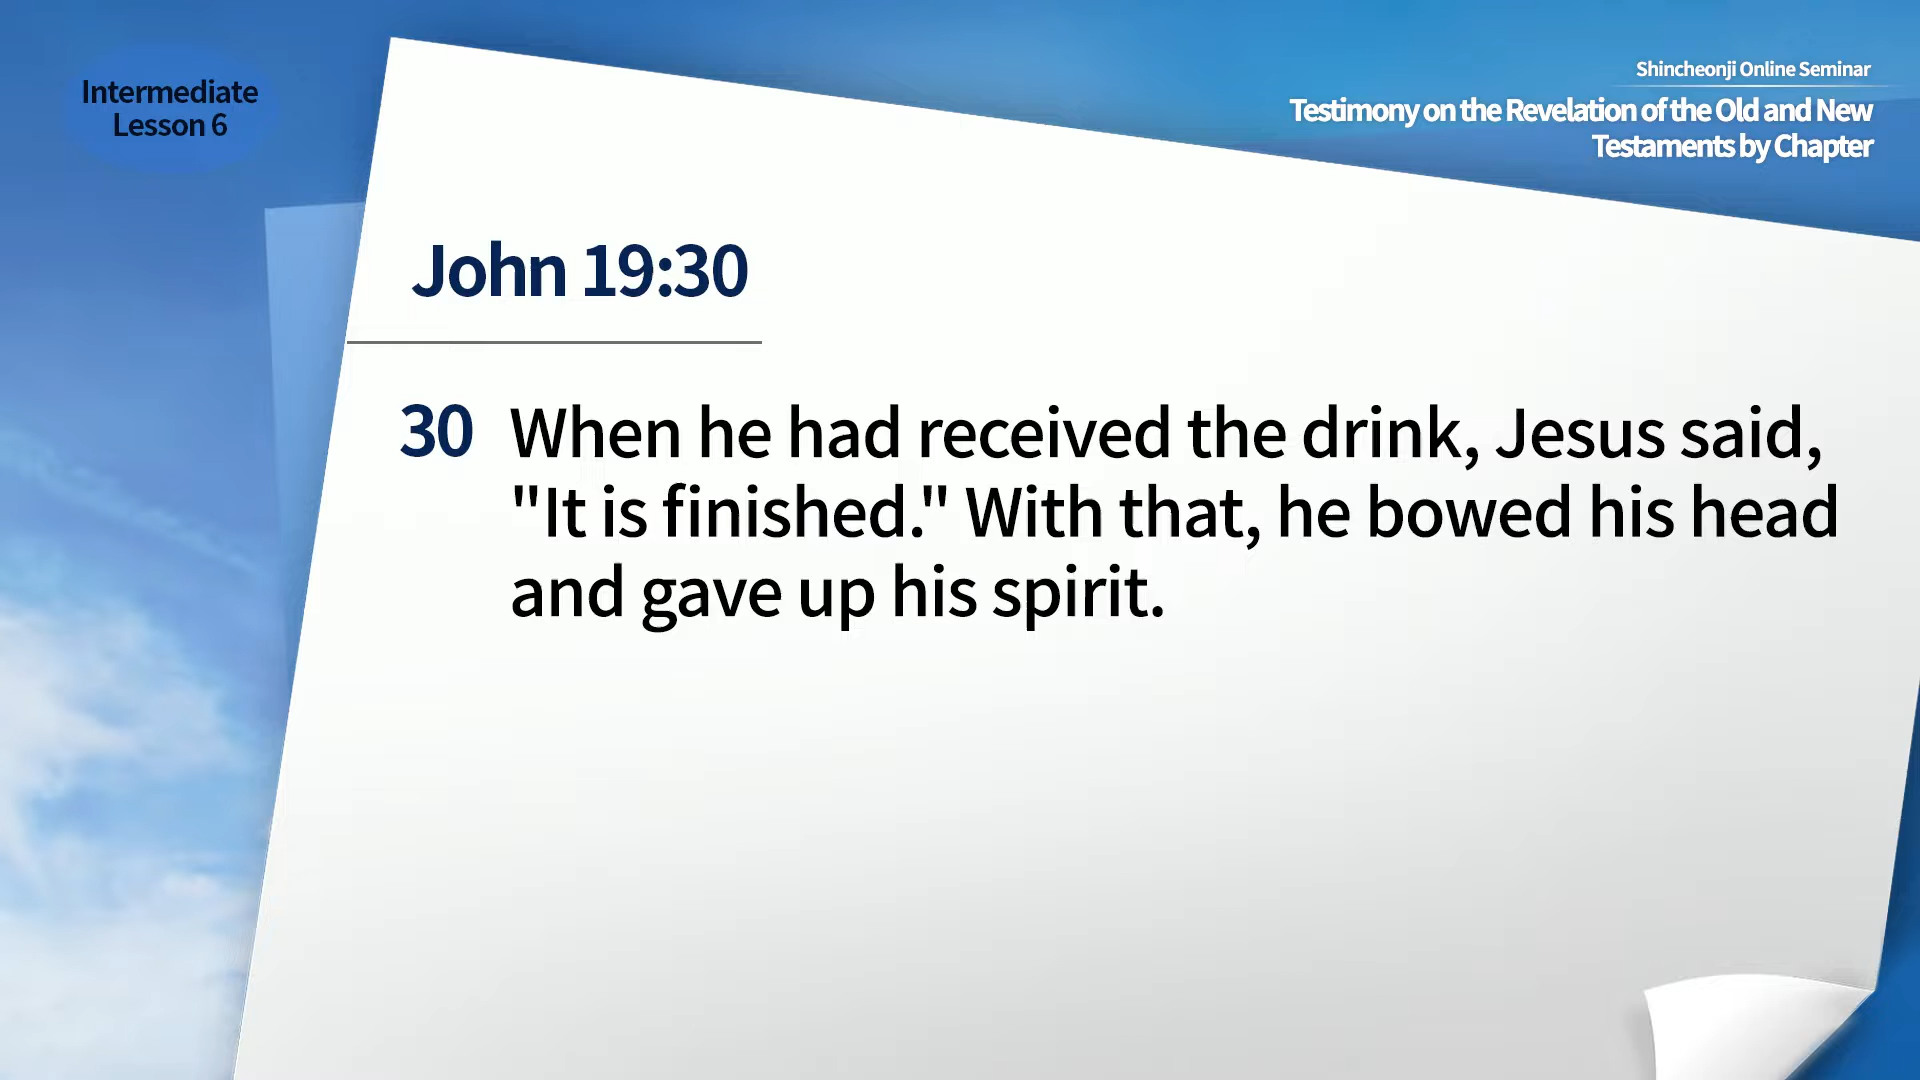 Intermediate
Lesson 6
Shincheonji Online Seminar
Testimony on the Revelation of the Old and New
Testaments by Chapter
John 19:30
30 When he had received the drink, Jesus said,
"It is finished." With that, he bowed his head
and gave up his spirit.